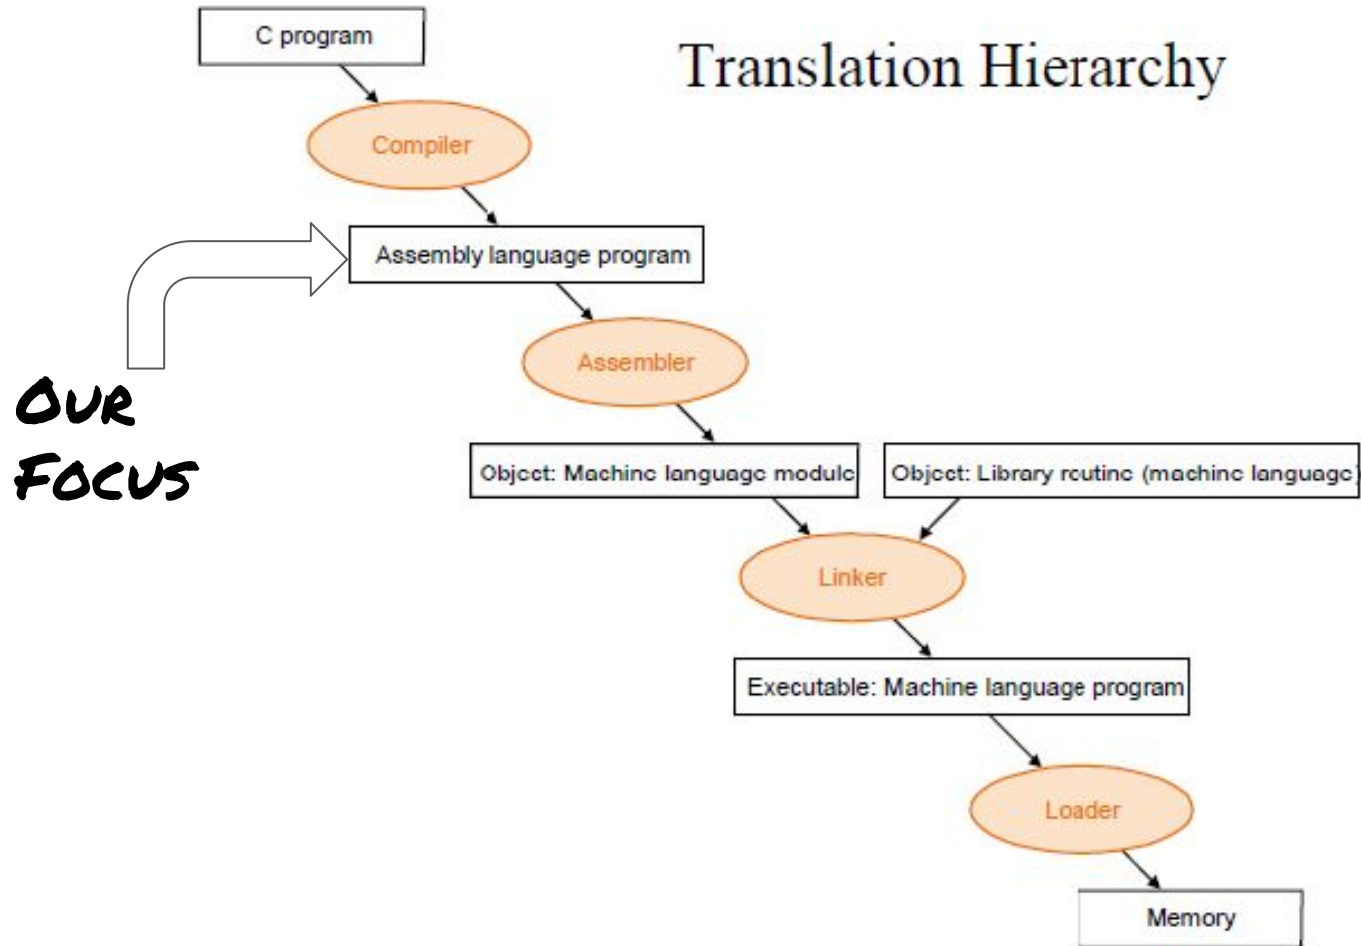 C program
Translation Hierarchy
Compiler
Assembly language program
Assembler
OUR
FOCUS
Object: Machine language module
Object: Library routine (machine language)
Linker
Executable: Machine language program
Loader
Memory